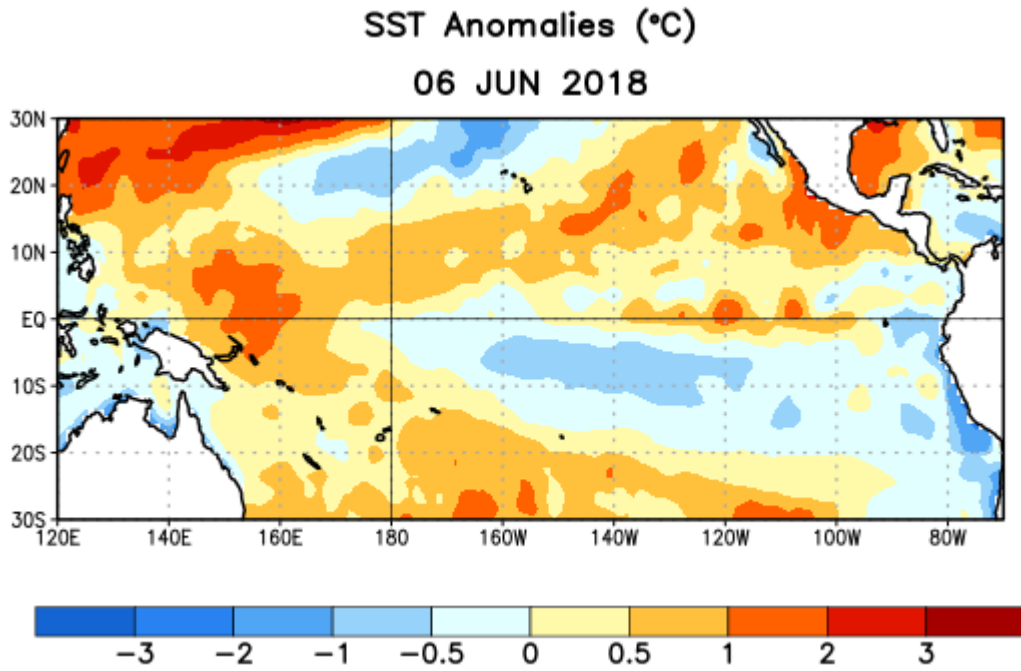 SST Anomalies (°C)
06 JUN 2018
30N
20N
10N
EQ
10S
20S
30S
120E 140E 160E 180 160W 140W 120W 100W 80W
-3 -2 -1 -0.5 0 0.5 1 2 3